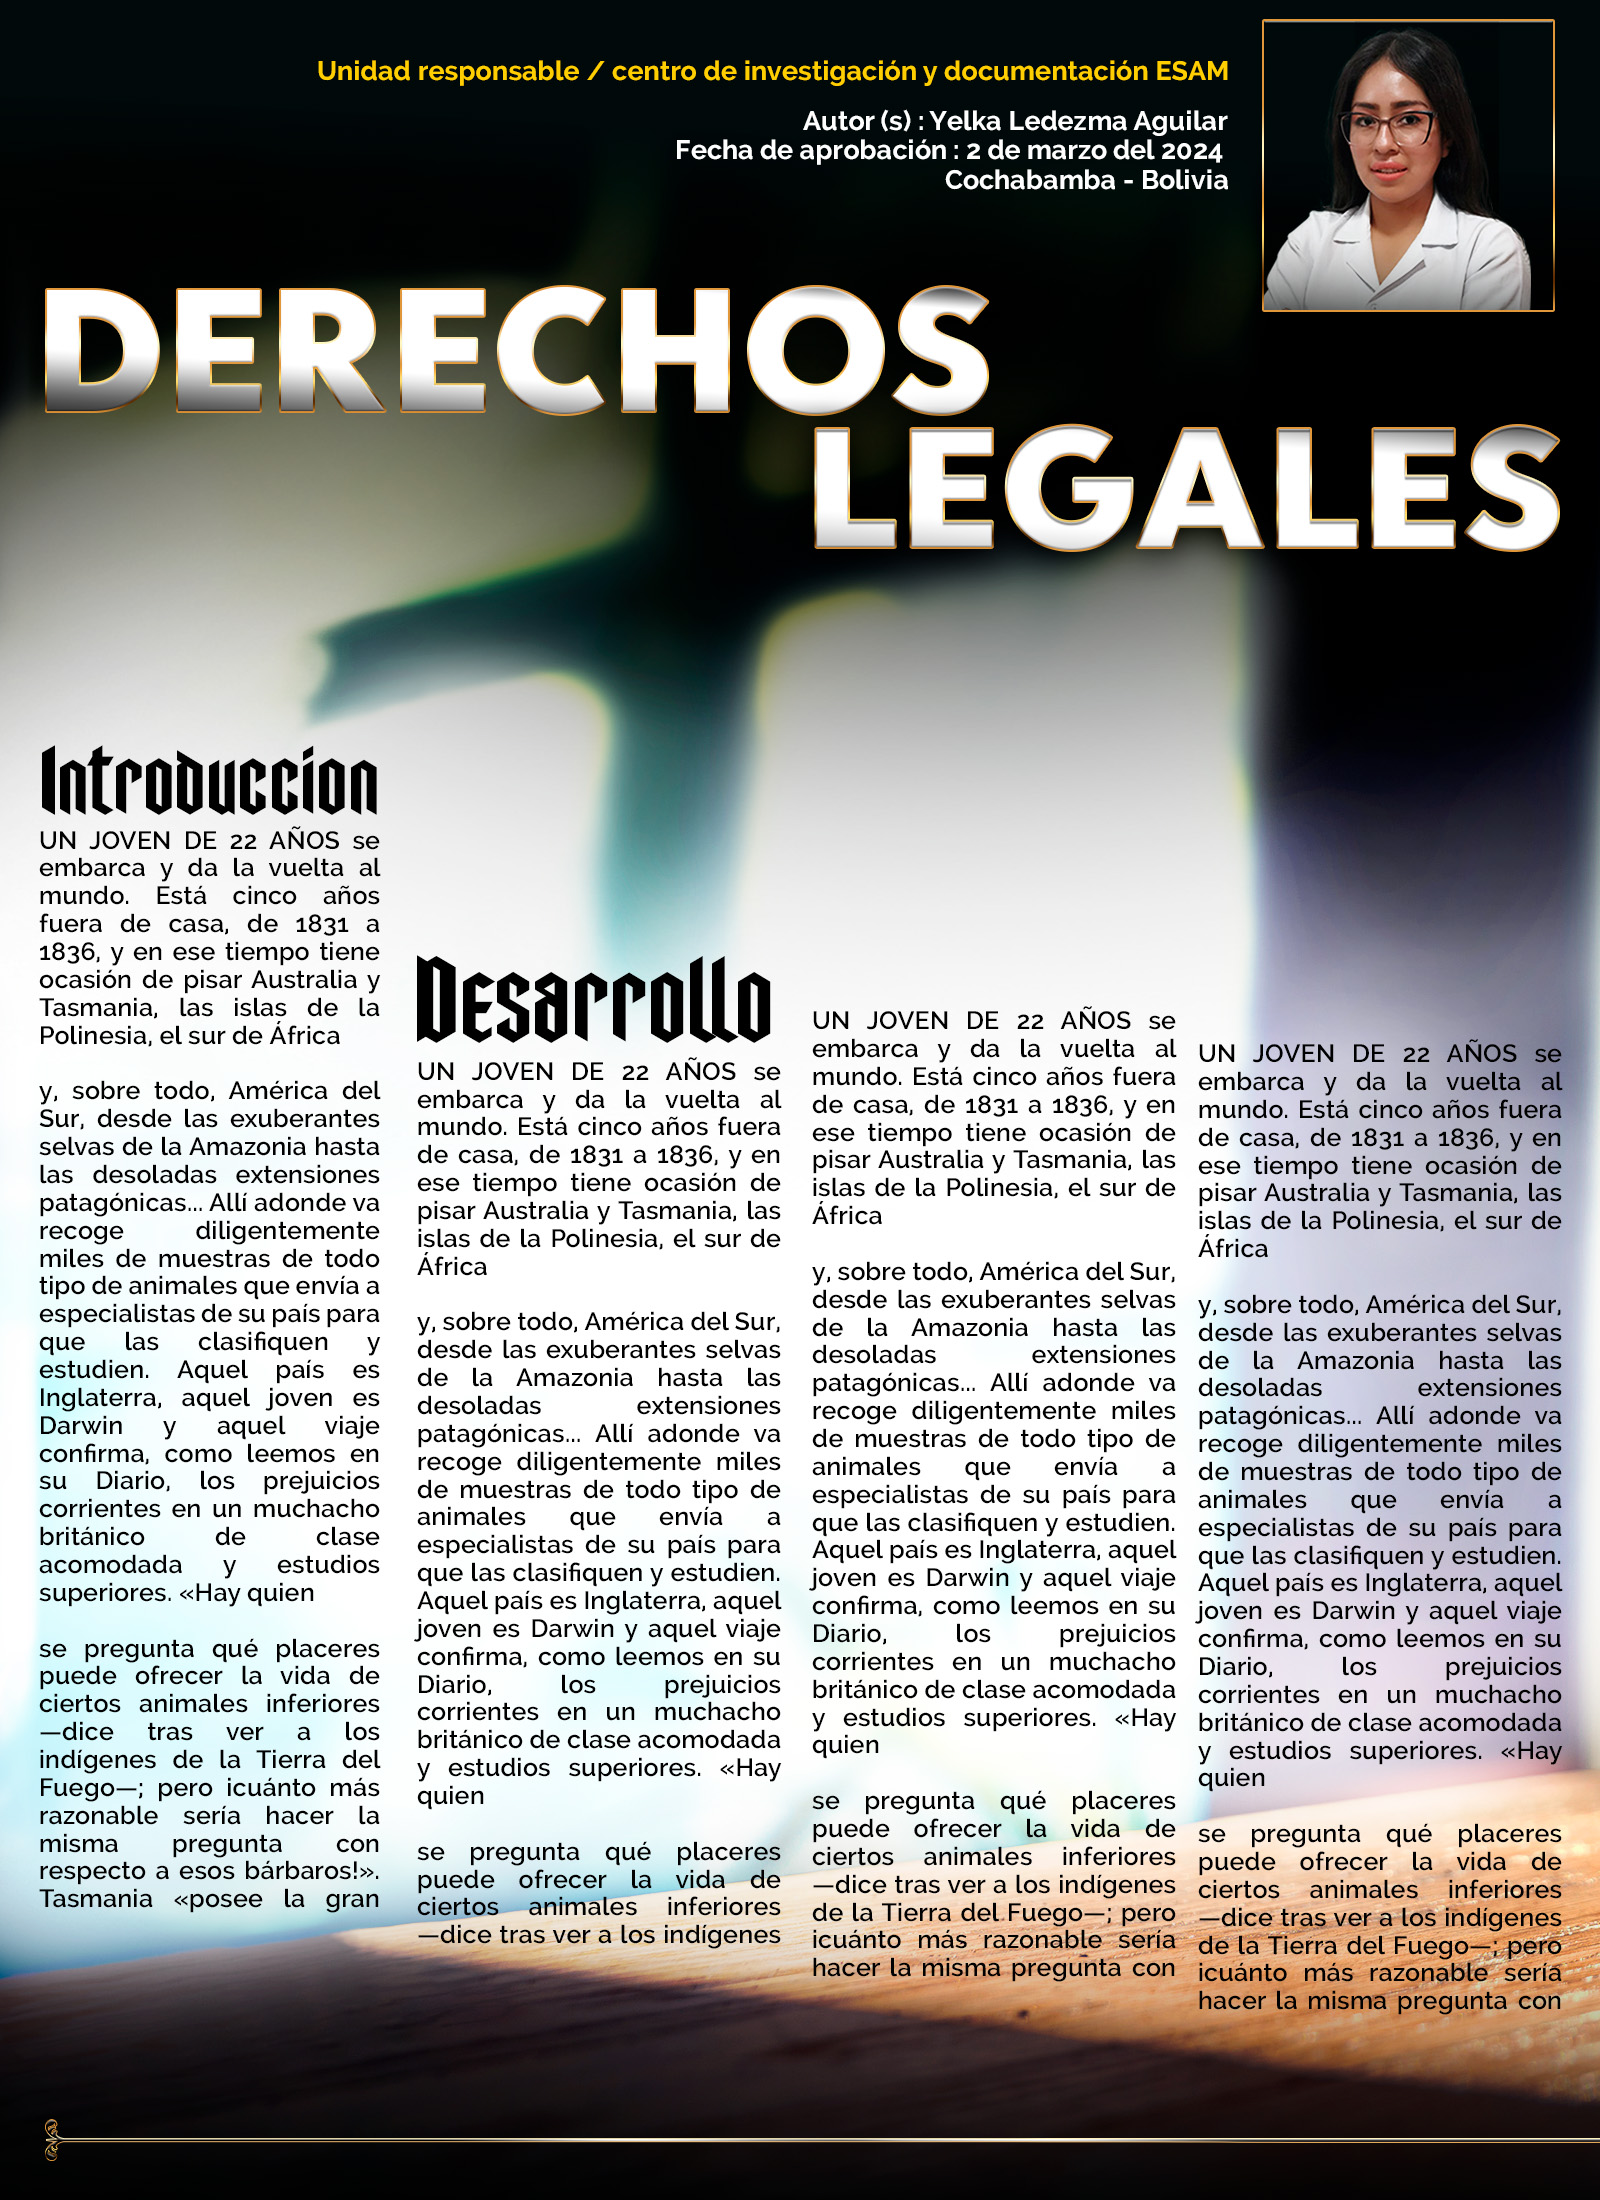 Unidad responsable / centro de investigación y documentación ESAM
Autor (s) : Yelka Ledezma Aguilar
Fecha de aprobación : 2 de marzo del 2024
Cochabamba - Bolivia
DERECHOS
LEGALES
Introduccion
UN JOVEN DE 22 AÑOS se
embarca y da la vuelta al
mundo. Está cinco años
fuera de casa, de 1831 a
1836, y en ese tiempo tiene
ocasión de pisar Australia y
Tasmania, las islas de la
Polinesia, el sur de África
y, sobre todo, América del
Sur, desde las exuberantes
selvas de la Amazonia hasta
las desoladas extensiones
patagónicas... Allí adonde va
recoge diligentemente
miles de muestras de todo
tipo de animales que envía a
especialistas de su país para
que las clasifiquen y
estudien. Aquel país es
Inglaterra, aquel joven es
Darwin y aquel viaje
confirma, como leemos en
su Diario, los prejuicios
corrientes en un muchacho
británico de clase
acomodada y estudios
superiores. «Hay quien
se pregunta qué placeres
puede ofrecer la vida de
ciertos animales inferiores
—dice tras ver a los
indígenes de la Tierra del
Fuego—; pero icuánto más
razonable sería hacer la
misma pregunta con
respecto a esos bárbaros!».
Tasmania «posee la gran
Desarrollo
UN JOVEN DE 22 AÑOS se
embarca y da la vuelta al
mundo. Está cinco años fuera
de casa, de 1831 a 1836, y en
ese tiempo tiene ocasión de
pisar Australia y Tasmania, las
islas de la Polinesia, el sur de
África
y, sobre todo, América del Sur,
desde las exuberantes selvas
de la Amazonia hasta las
desoladas extensiones
patagónicas... Allí adonde va
recoge diligentemente miles
de muestras de todo tipo de
animales que envía a
especialistas de su país para
que las clasifiquen y estudien.
Aquel país es Inglaterra, aquel
joven es Darwin y aquel viaje
confirma, como leemos en su
Diario, los prejuicios
corrientes en un muchacho
británico de clase acomodada
y estudios superiores. «Hay
quien
se pregunta qué placeres
puede ofrecer la vida de
ciertos animales inferiores
—dice tras ver a los indígenes
UN JOVEN DE 22 AÑOS se
embarca y da la vuelta al
mundo. Está cinco años fuera
de casa, de 1831 a 1836, y en
ese tiempo tiene ocasión de
pisar Australia y Tasmania, las
islas de la Polinesia, el sur de
África
y, sobre todo, América del Sur,
desde las exuberantes selvas
de la Amazonia hasta las
desoladas extensiones
patagónicas... Allí adonde va
recoge diligentemente miles
de muestras de todo tipo de
animales que envía a
especialistas de su país para
que las clasifiquen y estudien.
Aquel país es Inglaterra, aquel
joven es Darwin y aquel viaje
confirma, como leemos en su
Diario, los prejuicios
corrientes en un muchacho
británico de clase acomodada
y estudios superiores. «Hay
quien
se pregunta qué placeres
puede ofrecer la vida de
ciertos animales inferiores
—dice tras ver a los indígenes
de la Tierra del Fuego—; pero
icuánto más razonable sería
hacer la misma pregunta con
UN JOVEN DE 22 AÑOS se
embarca y da la vuelta al
mundo. Está cinco años fuera
de casa, de 1831 a 1836, y en
ese tiempo tiene ocasión de
pisar Australia y Tasmania, las
islas de la Polinesia, el sur de
África
y, sobre todo, América del Sur,
desde las exuberantes selvas
de la Amazonia hasta las
desoladas extensiones
patagónicas... Allí adonde va
recoge diligentemente miles
de muestras de todo tipo de
animales que envía a
especialistas de su país para
que las clasifiquen y estudien.
Aquel país es Inglaterra, aquel
joven es Darwin y aquel viaje
confirma, como leemos en su
Diario, los prejuicios
corrientes en un muchacho
británico de clase acomodada
y estudios superiores. «Hay
quien
se pregunta qué placeres
puede ofrecer la vida de
ciertos animales inferiores
—dice tras ver a los indígenes
de la Tierra del Fuego—; pero
icuánto más razonable sería
hacer la misma pregunta con